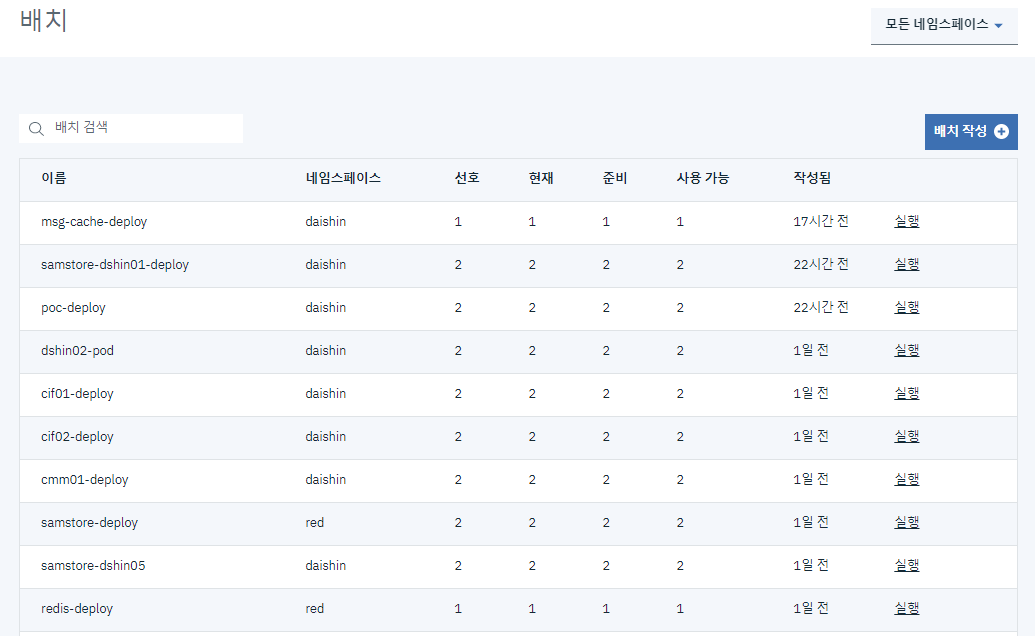 배치
모든 네임스페이스
배치 검색
배치 작성
이름 네임스페이스 선호 현재 준비 사용 가능 작성됨
msg-cache-deploy daishin 1 1 1 1 17시간 전 실행
samstore-dshin01-deploy daishin 2 2 2 2 22시간 전 실행
poc-deploy daishin 2 2 2 2 22시간 전 실행
dshin02-pod daishin 2 2 2 2 1일 전 실행
cif01-deploy daishin 2 2 2 2 1일 전 실행
cif02-deploy daishin 2 2 2 2 1일 전 실행
cmm01-deploy daishin 2 2 2 2 1일 전 실행
samstore-deploy red 2 2 2 2 1일 전 실행
samstore-dshin05 daishin 2 2 2 2 1일 전 실행
redis-deploy red 1 1 1 1 1일 전 실행